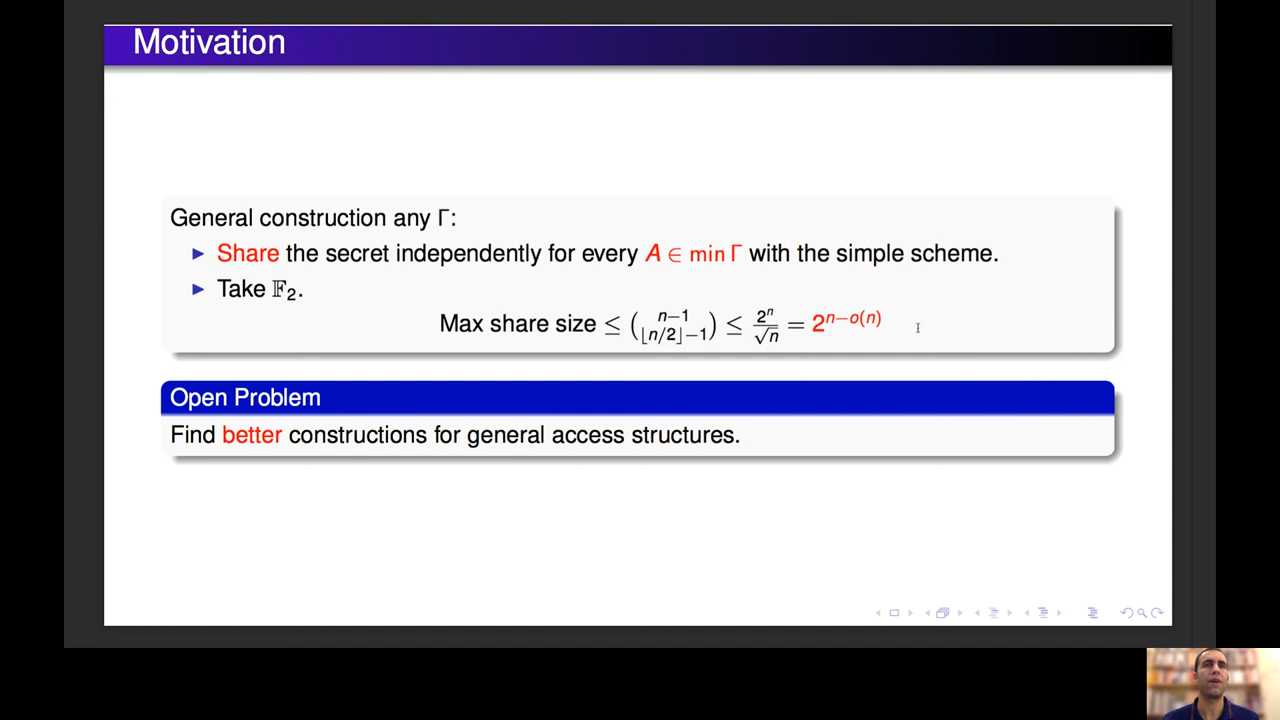 Motivation
General construction any Γ:
▶ Share the secret independently for every A ∈ min Γ with the simple scheme.
▶ Take 𝔽₂.
Max share size ≤ (n−1 ⌊n/2⌋−1) ≤ 2ⁿ/√n = 2^{n−o(n)}
Open Problem
Find better constructions for general access structures.